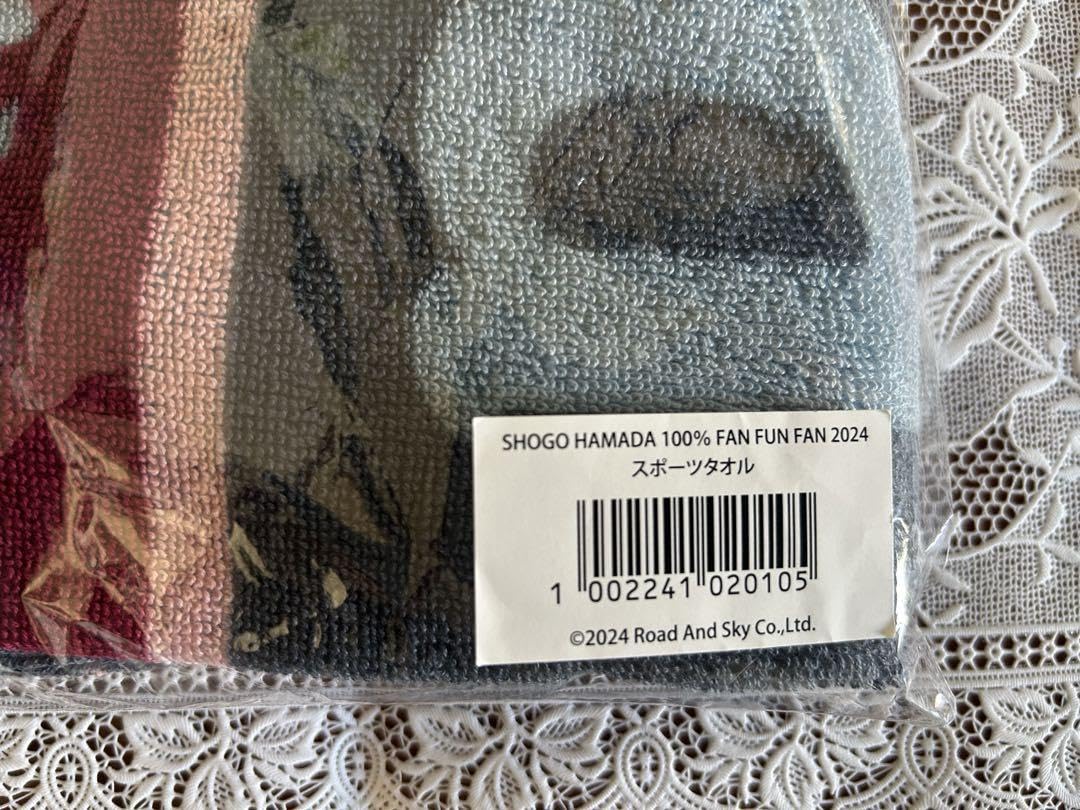 SHOGO HAMADA 100% FAN FUN FAN 2024
スポーツタオル
1 002241 020105
©2024 Road And Sky Co.,Ltd.